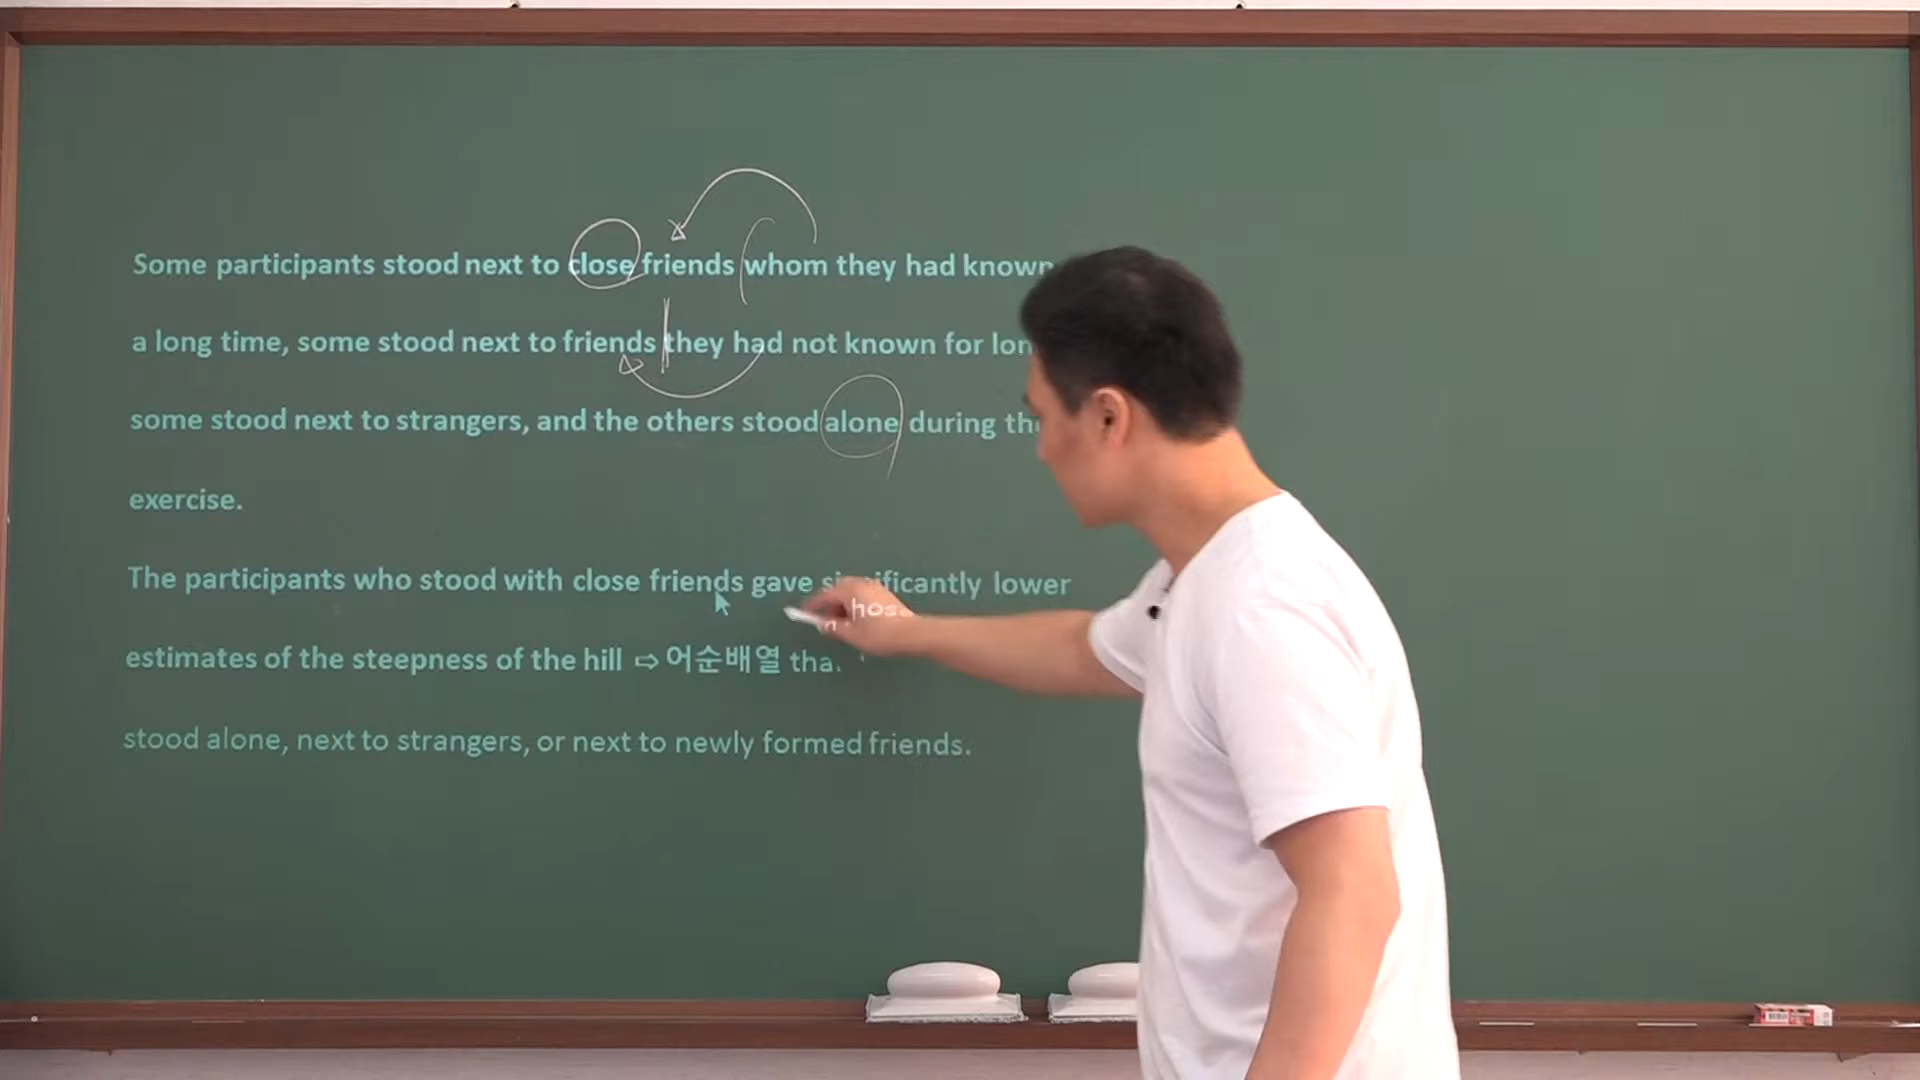 Some participants stood next to close friends whom they had known
a long time, some stood next to friends they had not known for
some stood next to strangers, and the others stood alone during
exercise.
The participants who stood with close friends gave significantly lower
estimates of the steepness of the hill ⇨ 어순배열
stood alone, next to strangers, or next to newly formed friends.